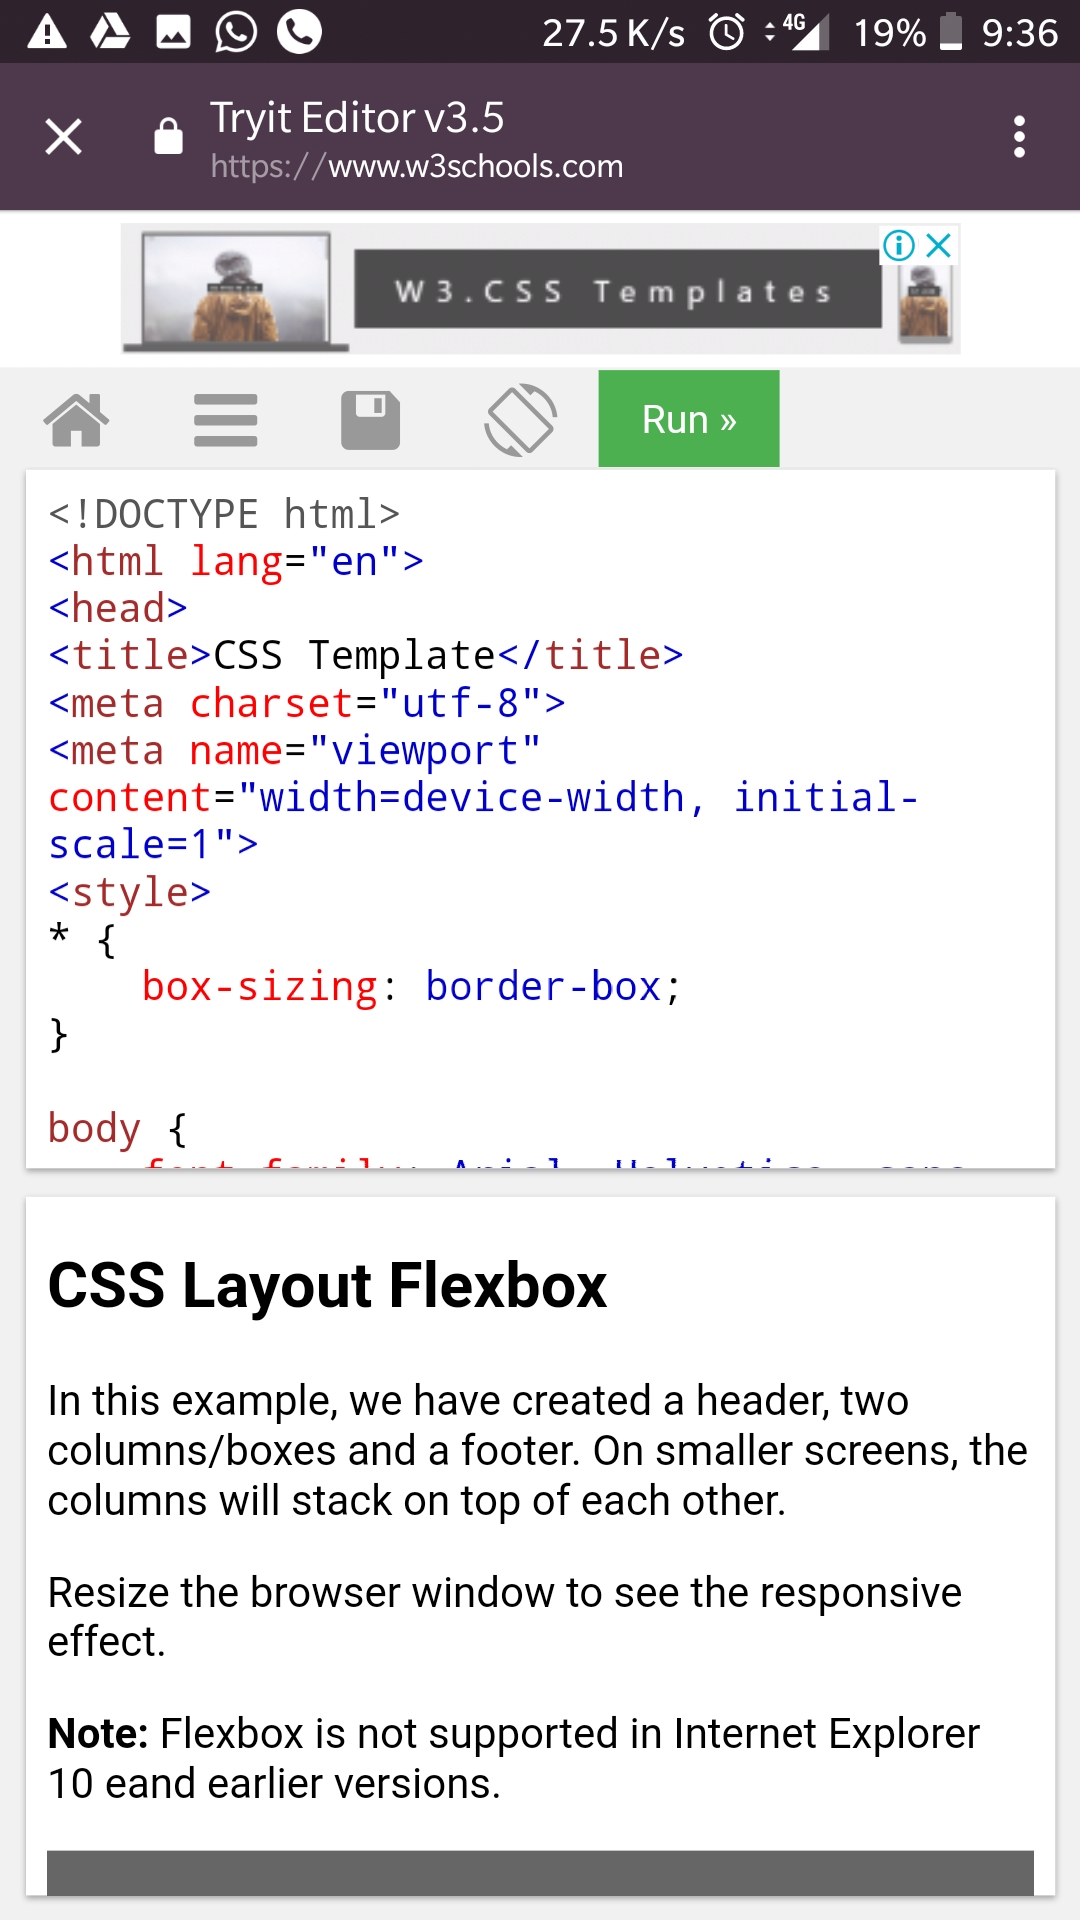 27.5 K/s 4G 19% 9:36
Tryit Editor v3.5
https://www.w3schools.com
W3.CSS Templates
Run »
<!DOCTYPE html>
<html lang="en">
<head>
<title>CSS Template</title>
<meta charset="utf-8">
<meta name="viewport"
content="width=device-width, initial-
scale=1">
<style>
* {
    box-sizing: border-box;
}
body {
CSS Layout Flexbox
In this example, we have created a header, two
columns/boxes and a footer. On smaller screens, the
columns will stack on top of each other.
Resize the browser window to see the responsive
effect.
Note: Flexbox is not supported in Internet Explorer
10 eand earlier versions.